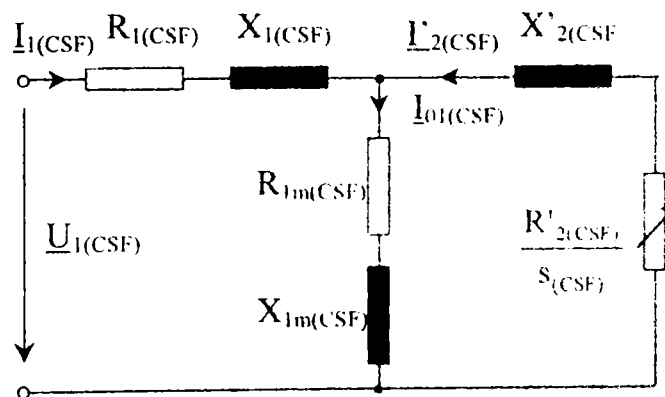 I1(CSF)
R1(CSF)
X1(CSF)
I'2(CSF)
X'2(CSF
I01(CSF)
R1m(CSF)
U1(CSF)
R'2(CSF)
s(CSF)
X1m(CSF)